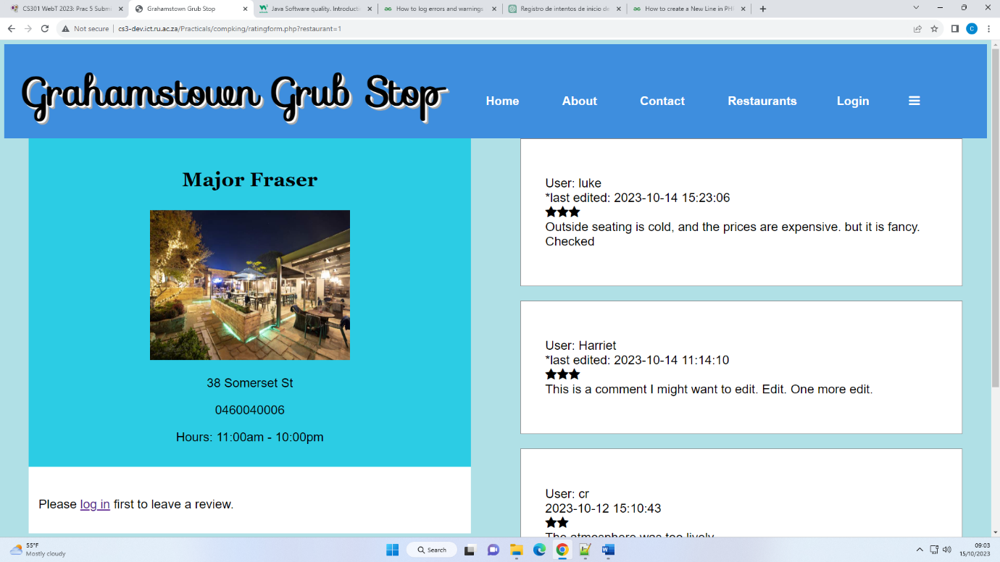 CS301 WebT 2023: Prac 5 Submi
Grahamstown Grub Stop
Java Software quality. Introducti
How to log errors and warnings
Registro de intentos de inicio de
How to create a New Line in PH
Not secure | cs3-dev.ict.ru.ac.za/Practicals/compking/ratingform.php?restaurant=1
C
Grahamstown Grub Stop
Home
About
Contact
Restaurants
Login
Major Fraser
38 Somerset St
0460040006
Hours: 11:00am - 10:00pm
Please log in first to leave a review.
User: luke
*last edited: 2023-10-14 15:23:06
Outside seating is cold, and the prices are expensive. but it is fancy.
Checked
User: Harriet
*last edited: 2023-10-14 11:14:10
This is a comment I might want to edit. Edit. One more edit.
User: cr
2023-10-12 15:10:43
The atmosphere was too lively
55°F
Mostly cloudy
Search
09:03
15/10/2023